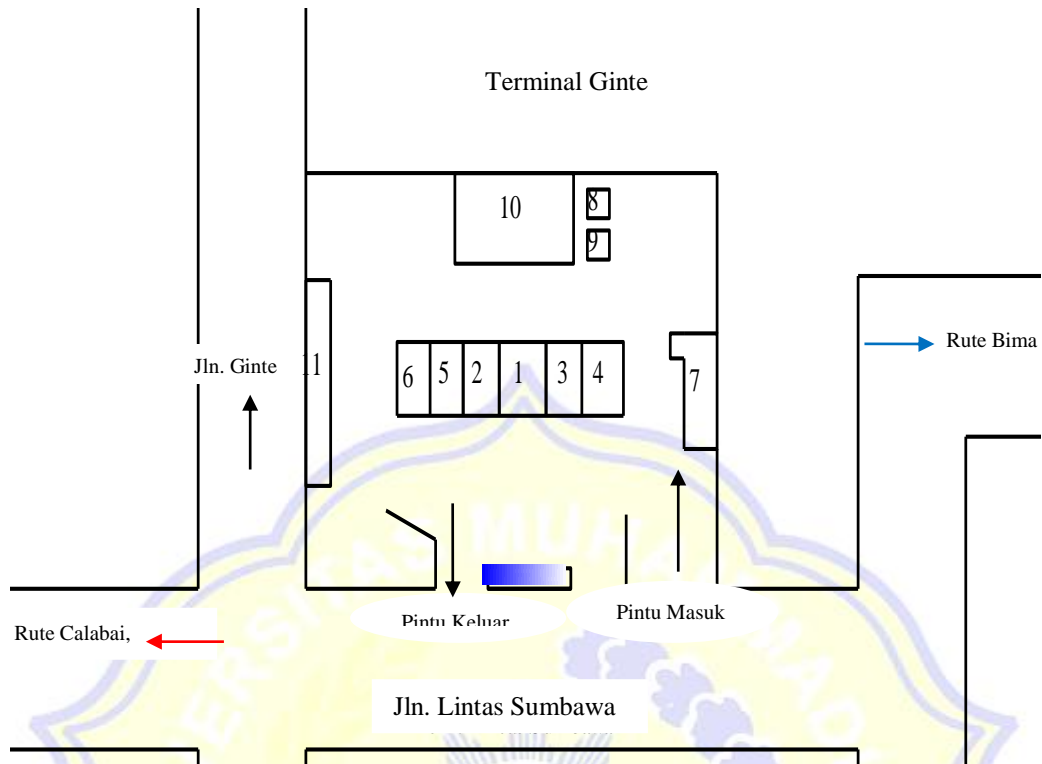 Terminal Ginte
8
10
9
Rute Bima
Jln. Ginte
11
6
5
2
1
3
4
7
Pintu Keluar
Pintu Masuk
Rute Calabai,
Jln. Lintas Sumbawa